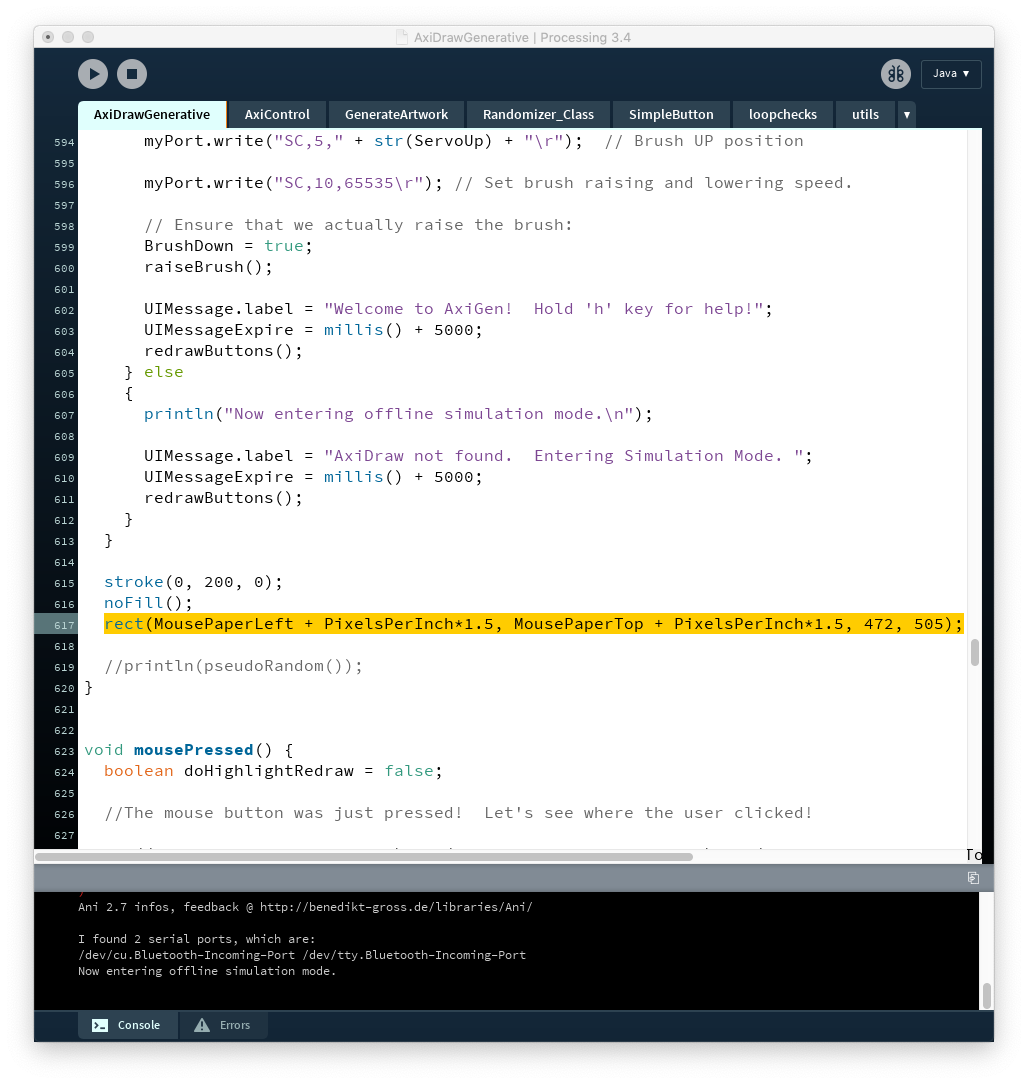 AxiDrawGenerative | Processing 3.4
Java ▾
AxiDrawGenerative AxiControl GenerateArtwork Randomizer_Class SimpleButton loopchecks utils ▾
594       myPort.write("SC,5," + str(ServoUp) + "\r");  // Brush UP position
595
596       myPort.write("SC,10,65535\r"); // Set brush raising and lowering speed.
597
598       // Ensure that we actually raise the brush:
599       BrushDown = true;
600       raiseBrush();
601
602       UIMessage.label = "Welcome to AxiGen!  Hold 'h' key for help!";
603       UIMessageExpire = millis() + 5000;
604       redrawButtons();
605     } else
606     {
607       println("Now entering offline simulation mode.\n");
608
609       UIMessage.label = "AxiDraw not found.  Entering Simulation Mode. ";
610       UIMessageExpire = millis() + 5000;
611       redrawButtons();
612     }
613   }
614
615   stroke(0, 200, 0);
616   noFill();
617   rect(MousePaperLeft + PixelsPerInch*1.5, MousePaperTop + PixelsPerInch*1.5, 472, 505);
618
619   //println(pseudoRandom());
620 }
621
622
623 void mousePressed() {
624   boolean doHighlightRedraw = false;
625
626   //The mouse button was just pressed!  Let's see where the user clicked!
627
To
Ani 2.7 infos, feedback @ http://benedikt-gross.de/libraries/Ani/
I found 2 serial ports, which are:
/dev/cu.Bluetooth-Incoming-Port /dev/tty.Bluetooth-Incoming-Port
Now entering offline simulation mode.
Console Errors